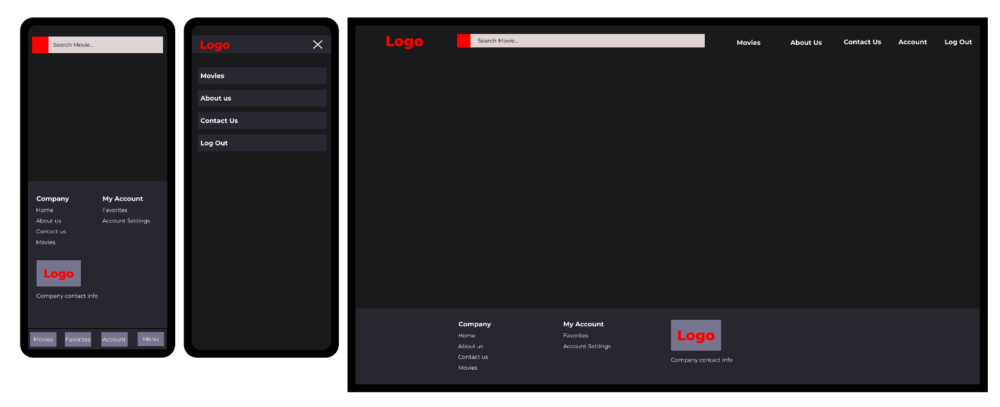 Search Movie...
Company
Home
About us
Contact us
Movies
My Account
Favorites
Account Settings
Logo
Company contact info
Movies
Favorites
Account
Menu
Logo
Movies
About us
Contact Us
Log Out
Logo
Search Movie...
Movies
About Us
Contact Us
Account
Log Out
Company
Home
About us
Contact us
Movies
My Account
Favorites
Account Settings
Logo
Company contact info